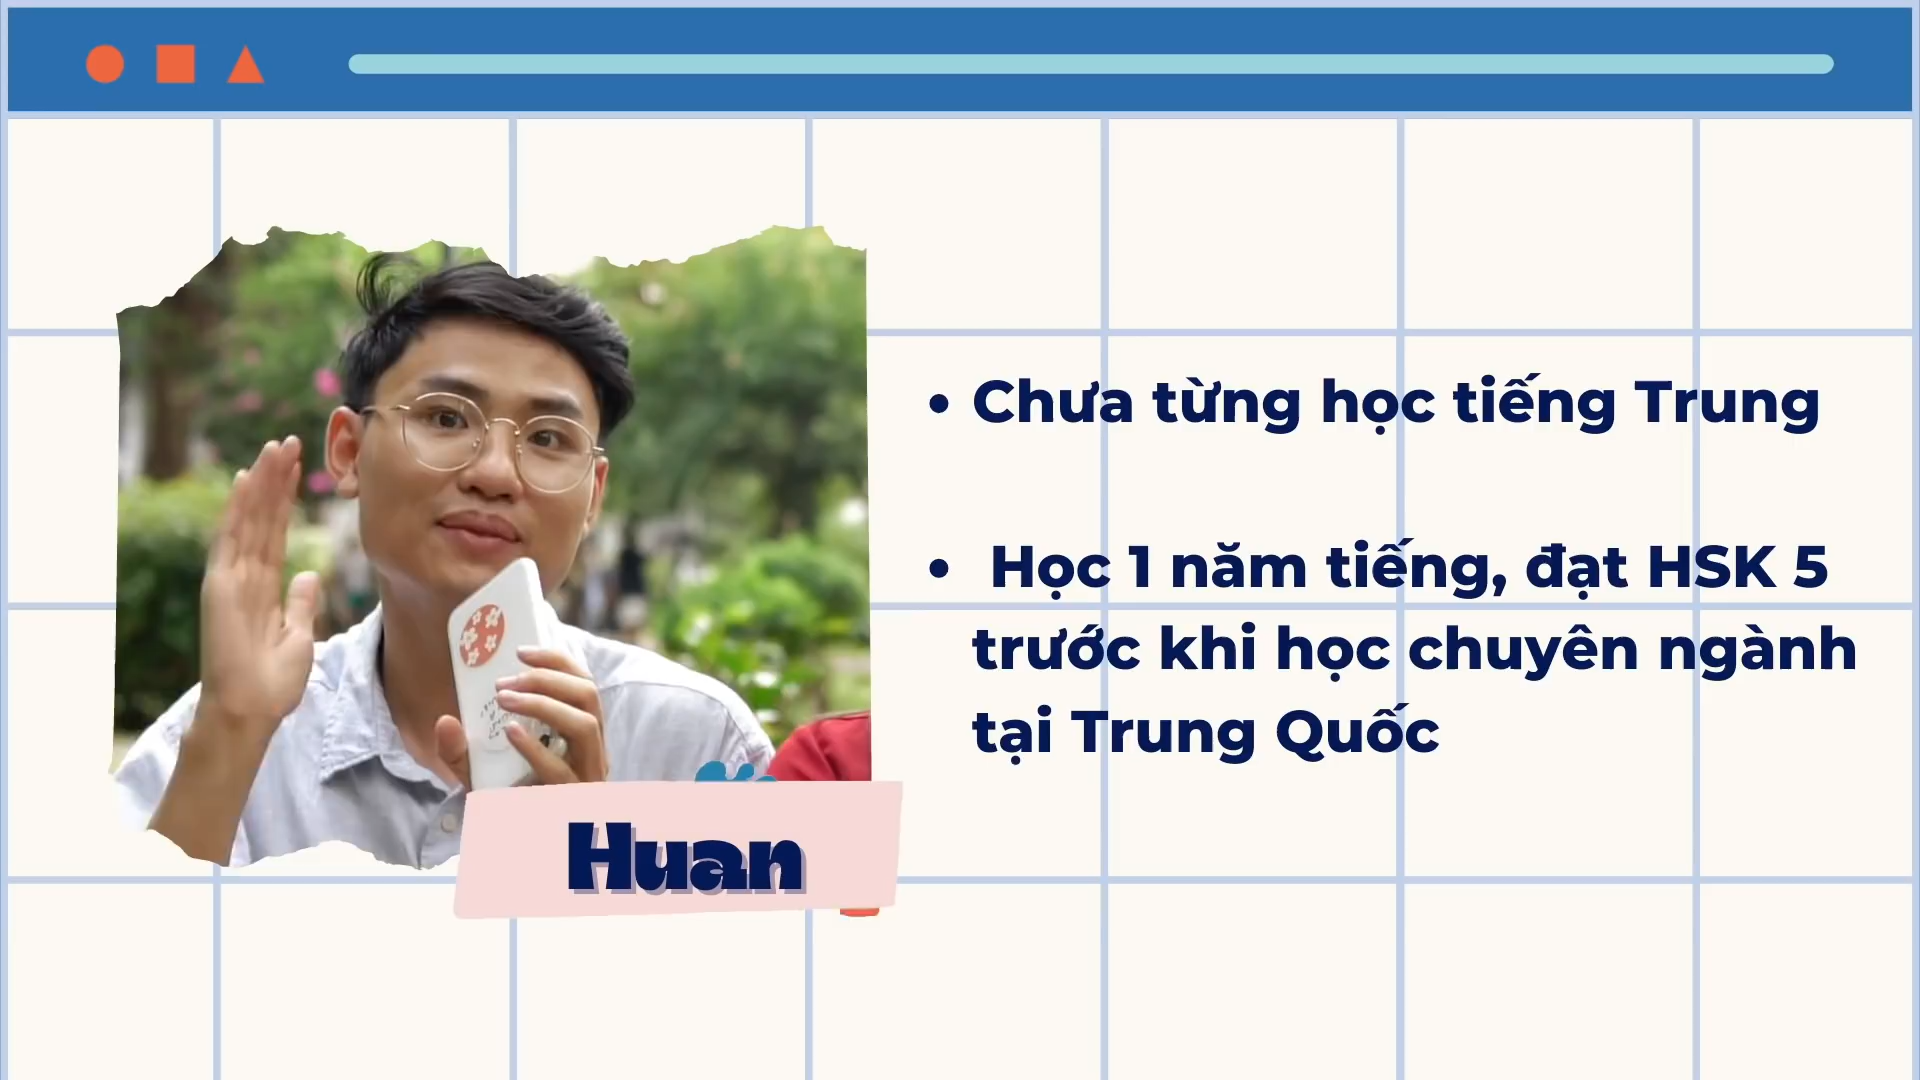 • Chưa từng học tiếng Trung
• Học 1 năm tiếng, đạt HSK 5
trước khi học chuyên ngành
tại Trung Quốc
Huan